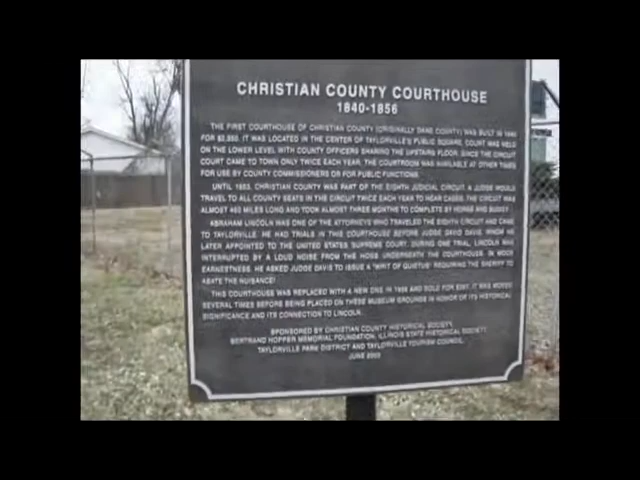 CHRISTIAN COUNTY COURTHOUSE
1840-1856
THE FIRST COURTHOUSE OF CHRISTIAN COUNTY (ORIGINALLY DANE COUNTY) WAS BUILT IN 1840
FOR IT WAS LOCATED IN THE CENTER OF TAYLORVILLE'S PUBLIC SQUARE. COURT WAS HELD
ON THE LOWER LEVEL WITH COUNTY OFFICERS SHARING THE UPSTAIRS FLOOR. SINCE THE CIRCUIT
COURT CAME TO TOWN ONLY TWICE EACH YEAR, THE COURTROOM WAS AVAILABLE AT OTHER TIMES
FOR USE BY COUNTY COMMISSIONERS OR FOR PUBLIC FUNCTIONS.
UNTIL CHRISTIAN COUNTY WAS PART OF THE EIGHTH JUDICIAL CIRCUIT. A JUDGE WOULD
TRAVEL TO ALL COUNTY SEATS IN THE CIRCUIT TWICE EACH YEAR TO HEAR CASES. THE CIRCUIT WAS
ALMOST MILES LONG AND TOOK ALMOST THREE MONTHS TO COMPLETE BY HORSE AND BUGGY.
ABRAHAM LINCOLN WAS ONE OF THE ATTORNEYS WHO TRAVELED THE EIGHTH CIRCUIT AND CAME
TO TAYLORVILLE. HE HAD TRIALS IN THIS COURTHOUSE BEFORE JUDGE DAVID DAVIS, WHOM HE
LATER APPOINTED TO THE UNITED STATES SUPREME COURT. DURING ONE TRIAL, LINCOLN WAS
INTERRUPTED BY A LOUD NOISE FROM THE HOGS UNDERNEATH THE COURTHOUSE. IN MOCK
EARNESTNESS, HE ASKED JUDGE DAVIS TO ISSUE A "WRIT OF QUIETUS" REQUIRING THE SHERIFF TO
ABATE THE NUISANCE!
THIS COURTHOUSE WAS REPLACED WITH A NEW ONE IN 1856 AND SOLD FOR IT WAS MOVED
SEVERAL TIMES BEFORE BEING PLACED ON THESE MUSEUM GROUNDS IN HONOR OF ITS HISTORICAL
SIGNIFICANCE AND ITS CONNECTION TO LINCOLN.
SPONSORED BY CHRISTIAN COUNTY HISTORICAL SOCIETY,
BERTRAND HOPPER MEMORIAL FOUNDATION, ILLINOIS STATE HISTORICAL SOCIETY
TAYLORVILLE PARK DISTRICT AND TAYLORVILLE TOURISM COUNCIL
JUNE